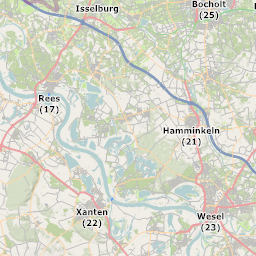 Isselburg
Bocholt
(25)
Rees
(17)
Hamminkeln
(21)
Xanten
(22)
Wesel
(23)